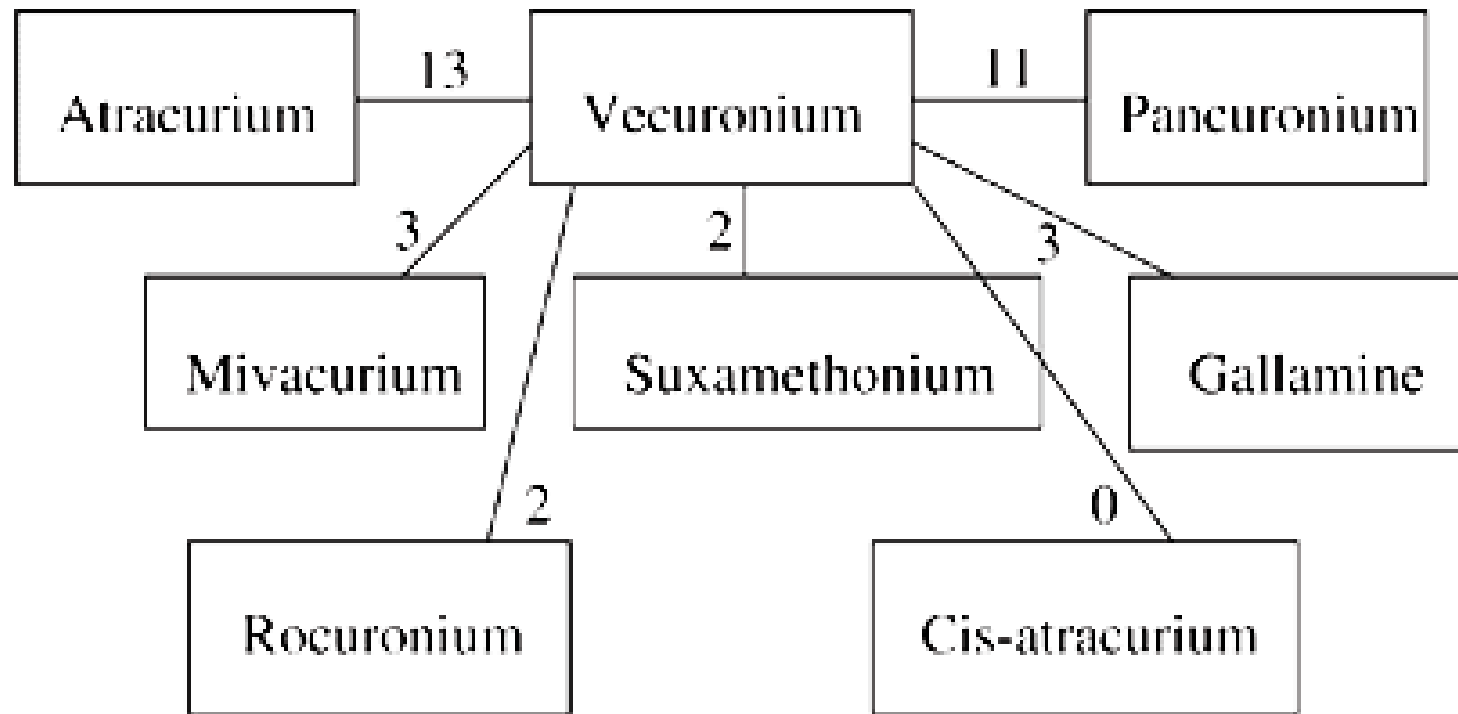 13
11
Atracurium
Vecuronium
Pancuronium
3
2
3
Mivacurium
Suxamethonium
Gallamine
2
0
Rocuronium
Cis-atracurium